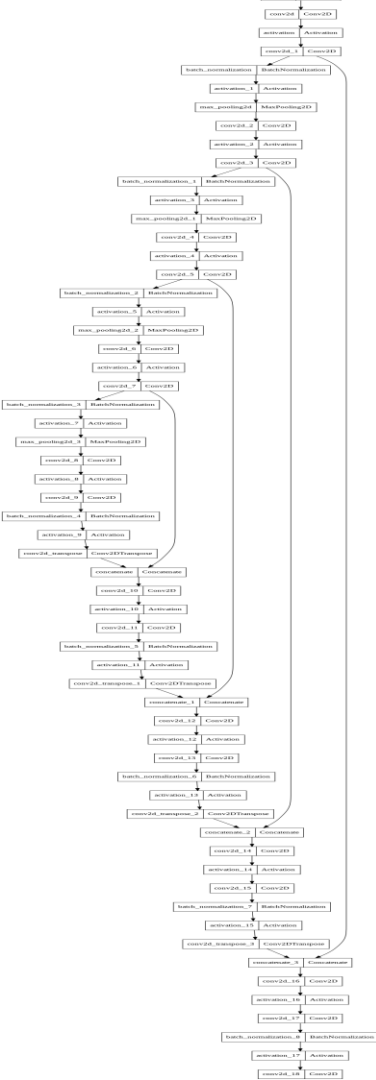 conv2d Conv2D
activation Activation
conv2d_1 Conv2D
batch_normalization BatchNormalization
activation_1 Activation
max_pooling2d MaxPooling2D
conv2d_2 Conv2D
activation_2 Activation
conv2d_3 Conv2D
batch_normalization_1 BatchNormalization
activation_3 Activation
max_pooling2d_1 MaxPooling2D
conv2d_4 Conv2D
activation_4 Activation
conv2d_5 Conv2D
batch_normalization_2 BatchNormalization
activation_5 Activation
max_pooling2d_2 MaxPooling2D
conv2d_6 Conv2D
activation_6 Activation
conv2d_7 Conv2D
batch_normalization_3 BatchNormalization
activation_7 Activation
max_pooling2d_3 MaxPooling2D
conv2d_8 Conv2D
activation_8 Activation
conv2d_9 Conv2D
batch_normalization_4 BatchNormalization
activation_9 Activation
conv2d_transpose Conv2DTranspose
concatenate Concatenate
conv2d_10 Conv2D
activation_10 Activation
conv2d_11 Conv2D
batch_normalization_5 BatchNormalization
activation_11 Activation
conv2d_transpose_1 Conv2DTranspose
concatenate_1 Concatenate
conv2d_12 Conv2D
activation_12 Activation
conv2d_13 Conv2D
batch_normalization_6 BatchNormalization
activation_13 Activation
conv2d_transpose_2 Conv2DTranspose
concatenate_2 Concatenate
conv2d_14 Conv2D
activation_14 Activation
conv2d_15 Conv2D
batch_normalization_7 BatchNormalization
activation_15 Activation
conv2d_transpose_3 Conv2DTranspose
concatenate_3 Concatenate
conv2d_16 Conv2D
activation_16 Activation
conv2d_17 Conv2D
batch_normalization_8 BatchNormalization
activation_17 Activation
conv2d_18 Conv2D